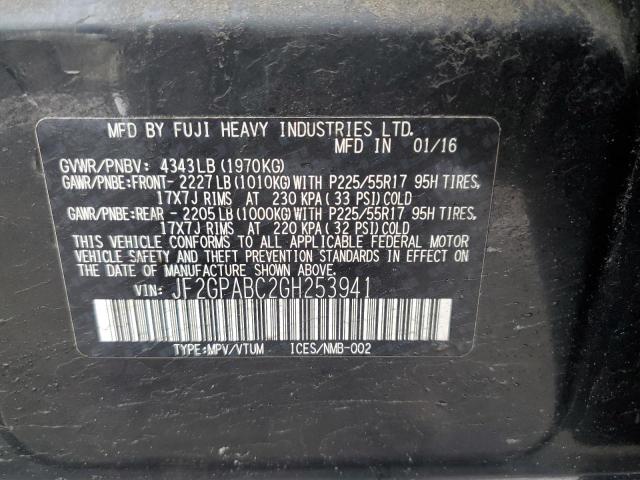 MFD BY FUJI HEAVY INDUSTRIES LTD.
MFD IN 01/16
GVWR/PNBV: 4343LB (1970KG)
GAWR/PNBE:FRONT- 2227LB (1010KG) WITH P225/55R17 95H TIRES,
17X7J RIMS AT 230 KPA (33 PSI) COLD
GAWR/PNBE:REAR - 2205LB (1000KG) WITH P225/55R17 95H TIRES,
17X7J RIMS AT 220 KPA (32 PSI) COLD
THIS VEHICLE CONFORMS TO ALL APPLICABLE FEDERAL MOTOR
VEHICLE SAFETY AND THEFT PREVENTION STANDARDS IN EFFECT
ON THE DATE OF MANUFACTURE SHOWN ABOVE.
VIN: JF2GPABC2GH253941
TYPE:MPV/VTUM ICES/NMB-002